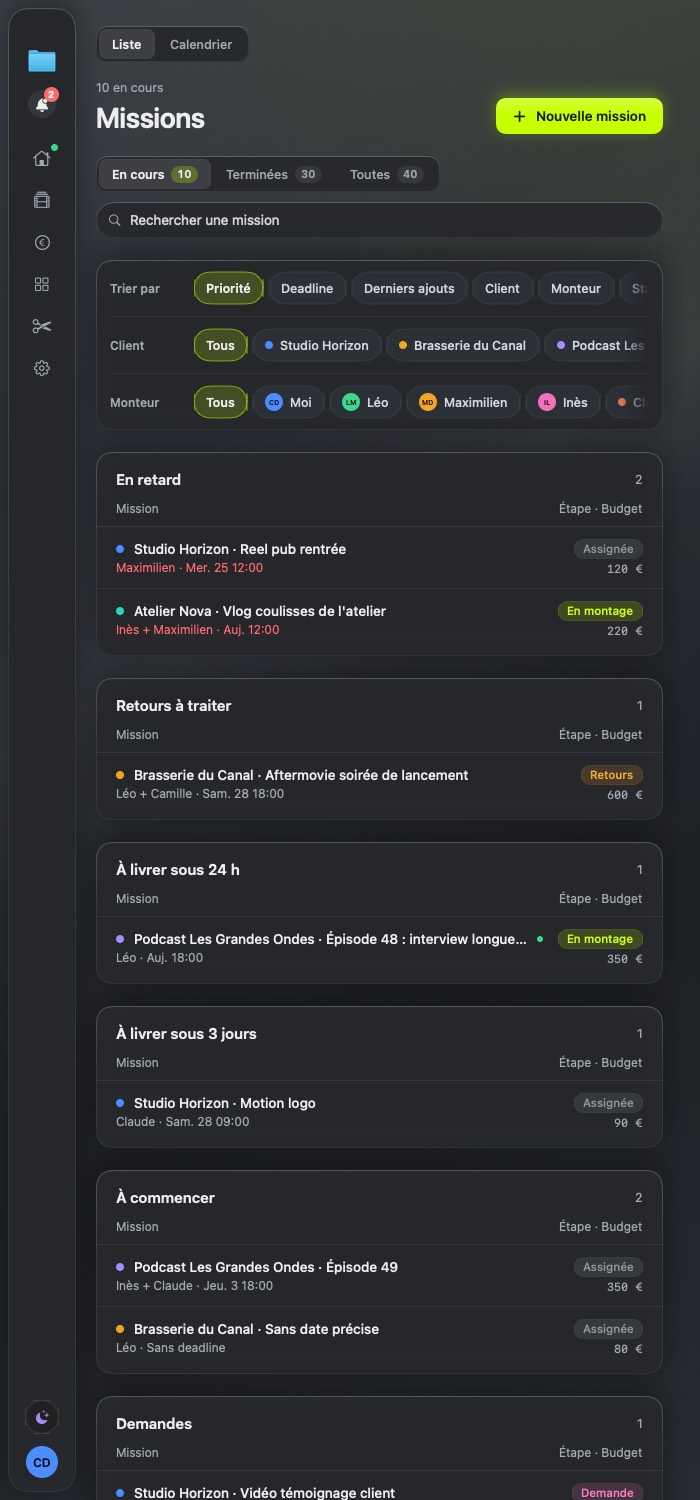 Liste Calendrier
2
10 en cours
Missions
+ Nouvelle mission
En cours 10 Terminées 30 Toutes 40
Rechercher une mission
Trier par Priorité Deadline Derniers ajouts Client Monteur
Client Tous Studio Horizon Brasserie du Canal Podcast Les
Monteur Tous CD Moi LM Léo MD Maximilien IL Inès
En retard 2
Mission Étape · Budget
Studio Horizon · Reel pub rentrée Assignée
Maximilien · Mer. 25 12:00 120 €
Atelier Nova · Vlog coulisses de l'atelier En montage
Inès + Maximilien · Auj. 12:00 220 €
Retours à traiter 1
Mission Étape · Budget
Brasserie du Canal · Aftermovie soirée de lancement Retours
Léo + Camille · Sam. 28 18:00 600 €
À livrer sous 24 h 1
Mission Étape · Budget
Podcast Les Grandes Ondes · Épisode 48 : interview longue... En montage
Léo · Auj. 18:00 350 €
À livrer sous 3 jours 1
Mission Étape · Budget
Studio Horizon · Motion logo Assignée
Claude · Sam. 28 09:00 90 €
À commencer 2
Mission Étape · Budget
Podcast Les Grandes Ondes · Épisode 49 Assignée
Inès + Claude · Jeu. 3 18:00 350 €
Brasserie du Canal · Sans date précise Assignée
Léo · Sans deadline 80 €
Demandes 1
Mission Étape · Budget
CD
Studio Horizon · Vidéo témoignage client Demande